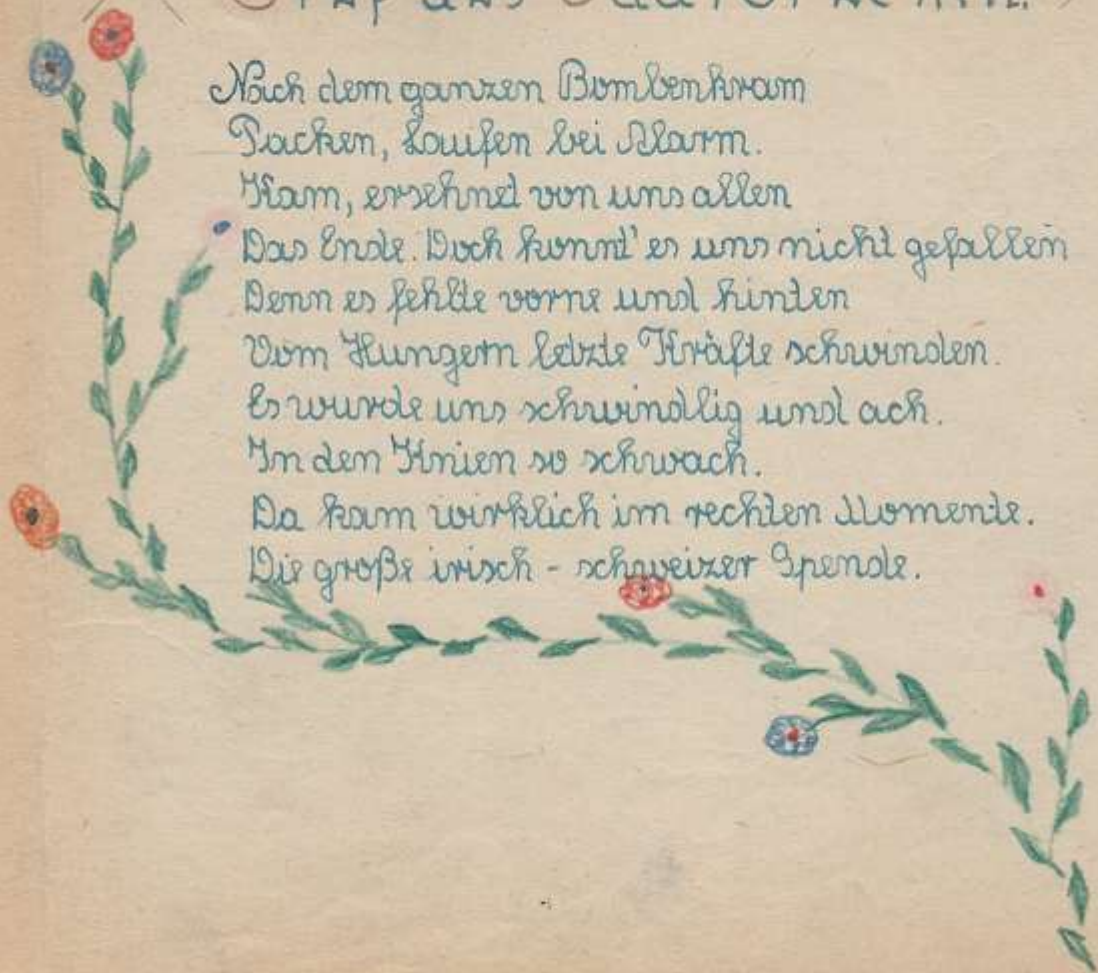 Nach dem ganzen Bombenkram
Packen, Laufen bei Alarm.
Kam, ersehnt von uns allen
Das Ende. Doch konnt' es uns nicht gefallen
Denn es fehlte vorne und hinten
Vom Hungern letzte Kräfte schwinden.
Es wurde uns schwindlig und ach.
In den Knien so schwach.
Da kam wirklich im rechten Momente.
Die große irisch - schweizer Spende.